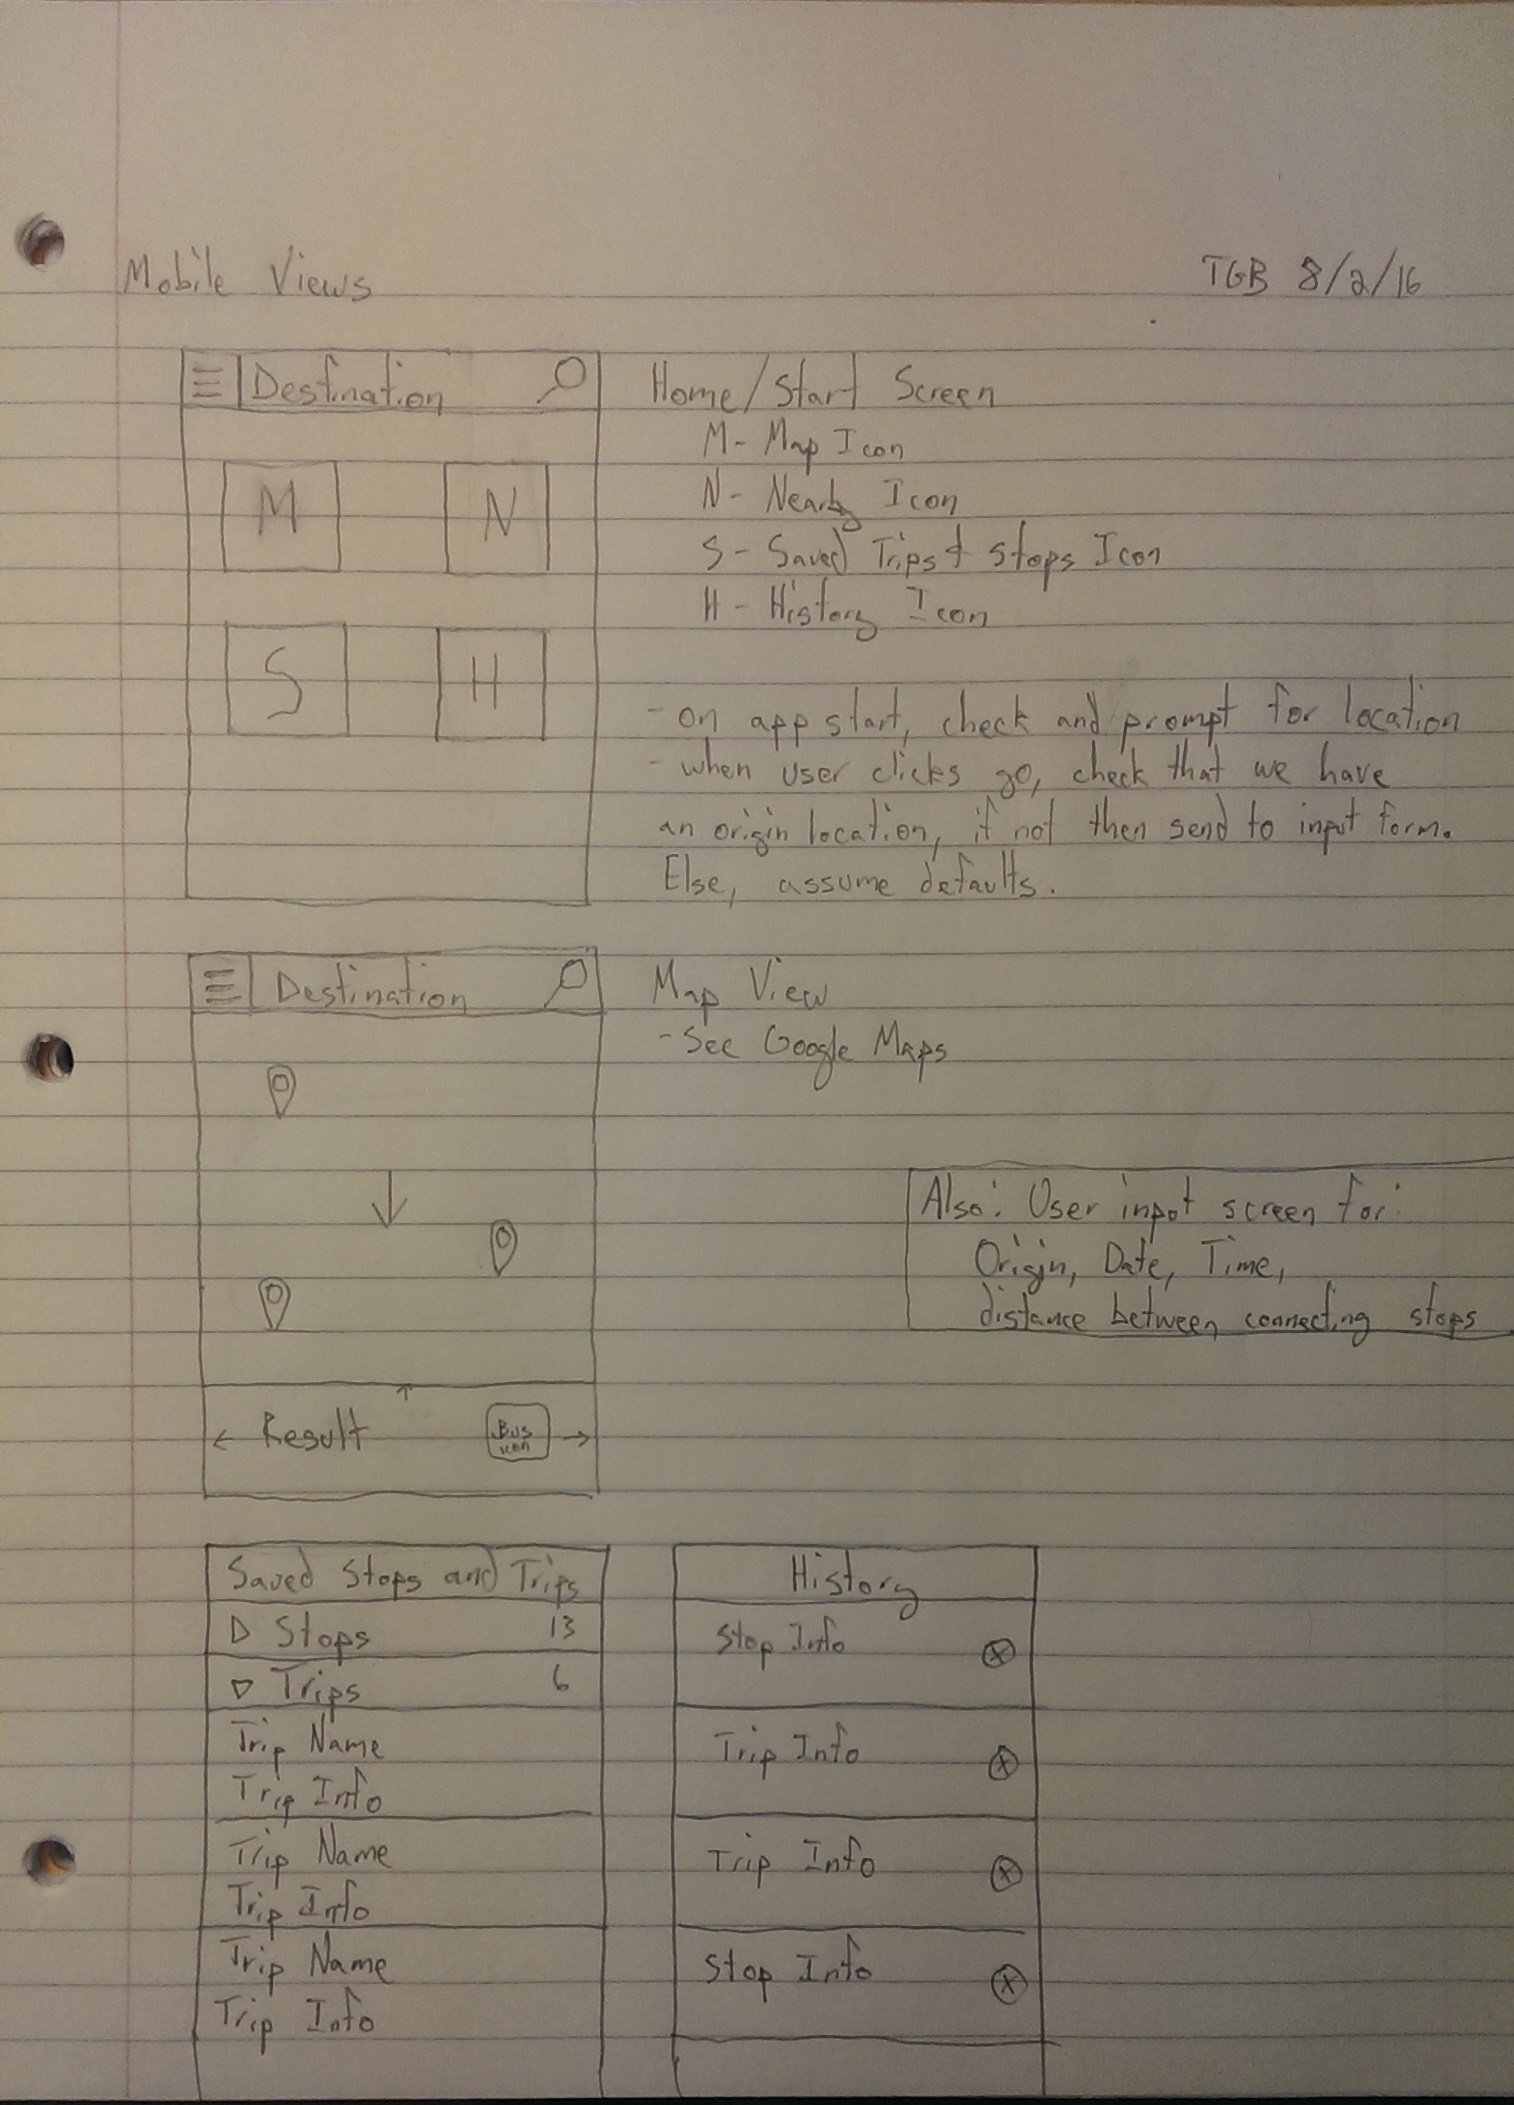 Mobile Views
TGB 8/2/16
Destination
M
N
S
H
Home/Start Screen
M- Map Icon
N- Nearby Icon
S- Saved Trips & Stops Icon
H- History Icon
- on app start, check and prompt for location
- when user clicks go, check that we have
an origin location, if not then send to input form.
Else, assume defaults.
Destination
Map View
- See Google Maps
Also: User input screen for:
Origin, Date, Time,
distance between connecting stops
Result
Bus
icon
Saved Stops and Trips
Stops 13
Trips 6
Trip Name
Trip Info
Trip Name
Trip Info
Trip Name
Trip Info
History
Stop Info
Trip Info
Trip Info
Stop Info